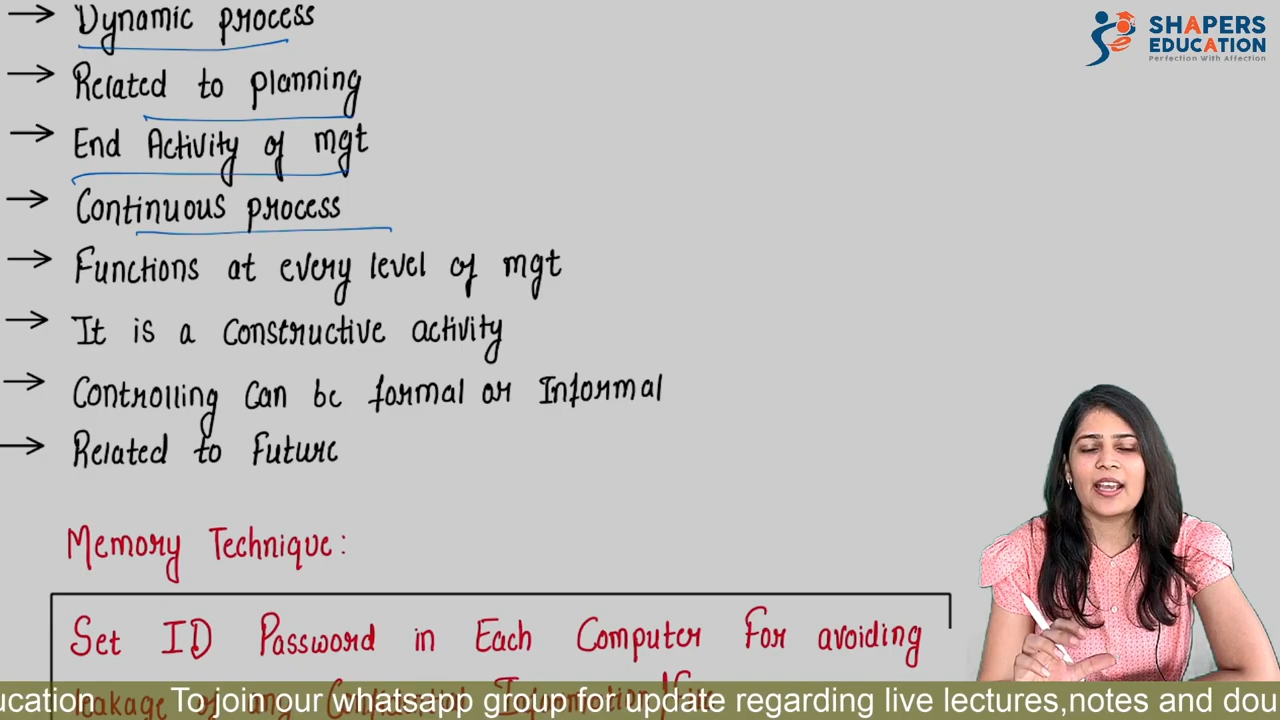 → Dynamic process
→ Related to planning
→ End Activity of mgt
→ Continuous process
→ Functions at every level of mgt
→ It is a constructive activity
→ Controlling Can be formal or Informal
→ Related to Future
Memory Technique:
Set ID Password in Each Computer For avoiding
leakage of any
SHAPERS
EDUCATION
Perfection With Affection
ucation. To join our whatsapp group for update regarding live lectures,notes and dou